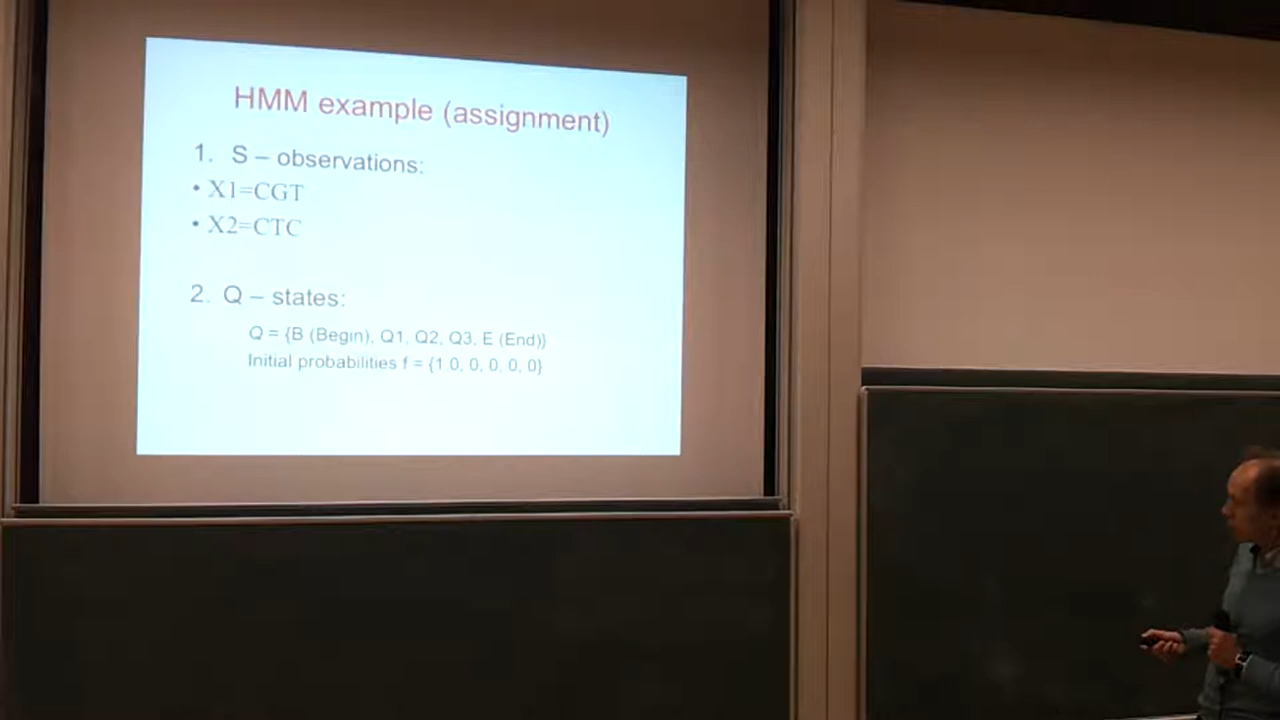 HMM example (assignment)
1. S – observations:
• X1=CGT
• X2=CTC
2. Q – states:
Q = {B (Begin), Q1, Q2, Q3, E (End)}
Initial probabilities f = {1.0, 0, 0, 0, 0}